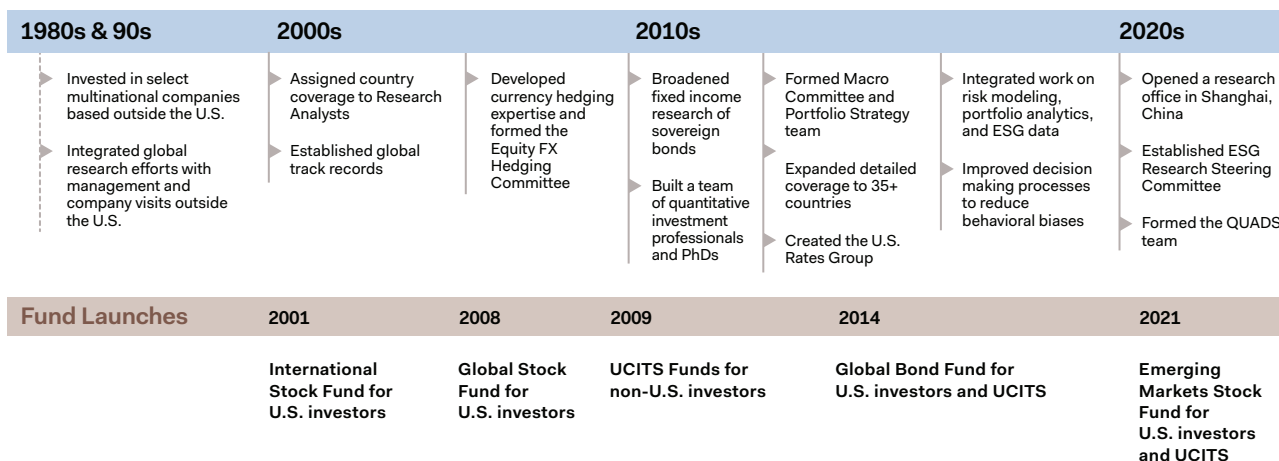 1980s & 90s
2000s
2010s
2020s
Invested in select
multinational companies
based outside the U.S.
Integrated global
research efforts with
management and
company visits outside
the U.S.
Assigned country
coverage to Research
Analysts
Established global
track records
Developed
currency hedging
expertise and
formed the
Equity FX
Hedging
Committee
Broadened
fixed income
research of
sovereign
bonds
Built a team
of quantitative
investment
professionals
and PhDs
Formed Macro
Committee and
Portfolio Strategy
team
Expanded detailed
coverage to 35+
countries
Created the U.S.
Rates Group
Integrated work on
risk modeling,
portfolio analytics,
and ESG data
Improved decision
making processes
to reduce
behavioral biases
Opened a research
office in Shanghai,
China
Established ESG
Research Steering
Committee
Formed the QUADS
team
Fund Launches
2001
2008
2009
2014
2021
International
Stock Fund for
U.S. investors
Global Stock
Fund for
U.S. investors
UCITS Funds for
non-U.S. investors
Global Bond Fund for
U.S. investors and UCITS
Emerging
Markets Stock
Fund for
U.S. investors
and UCITS